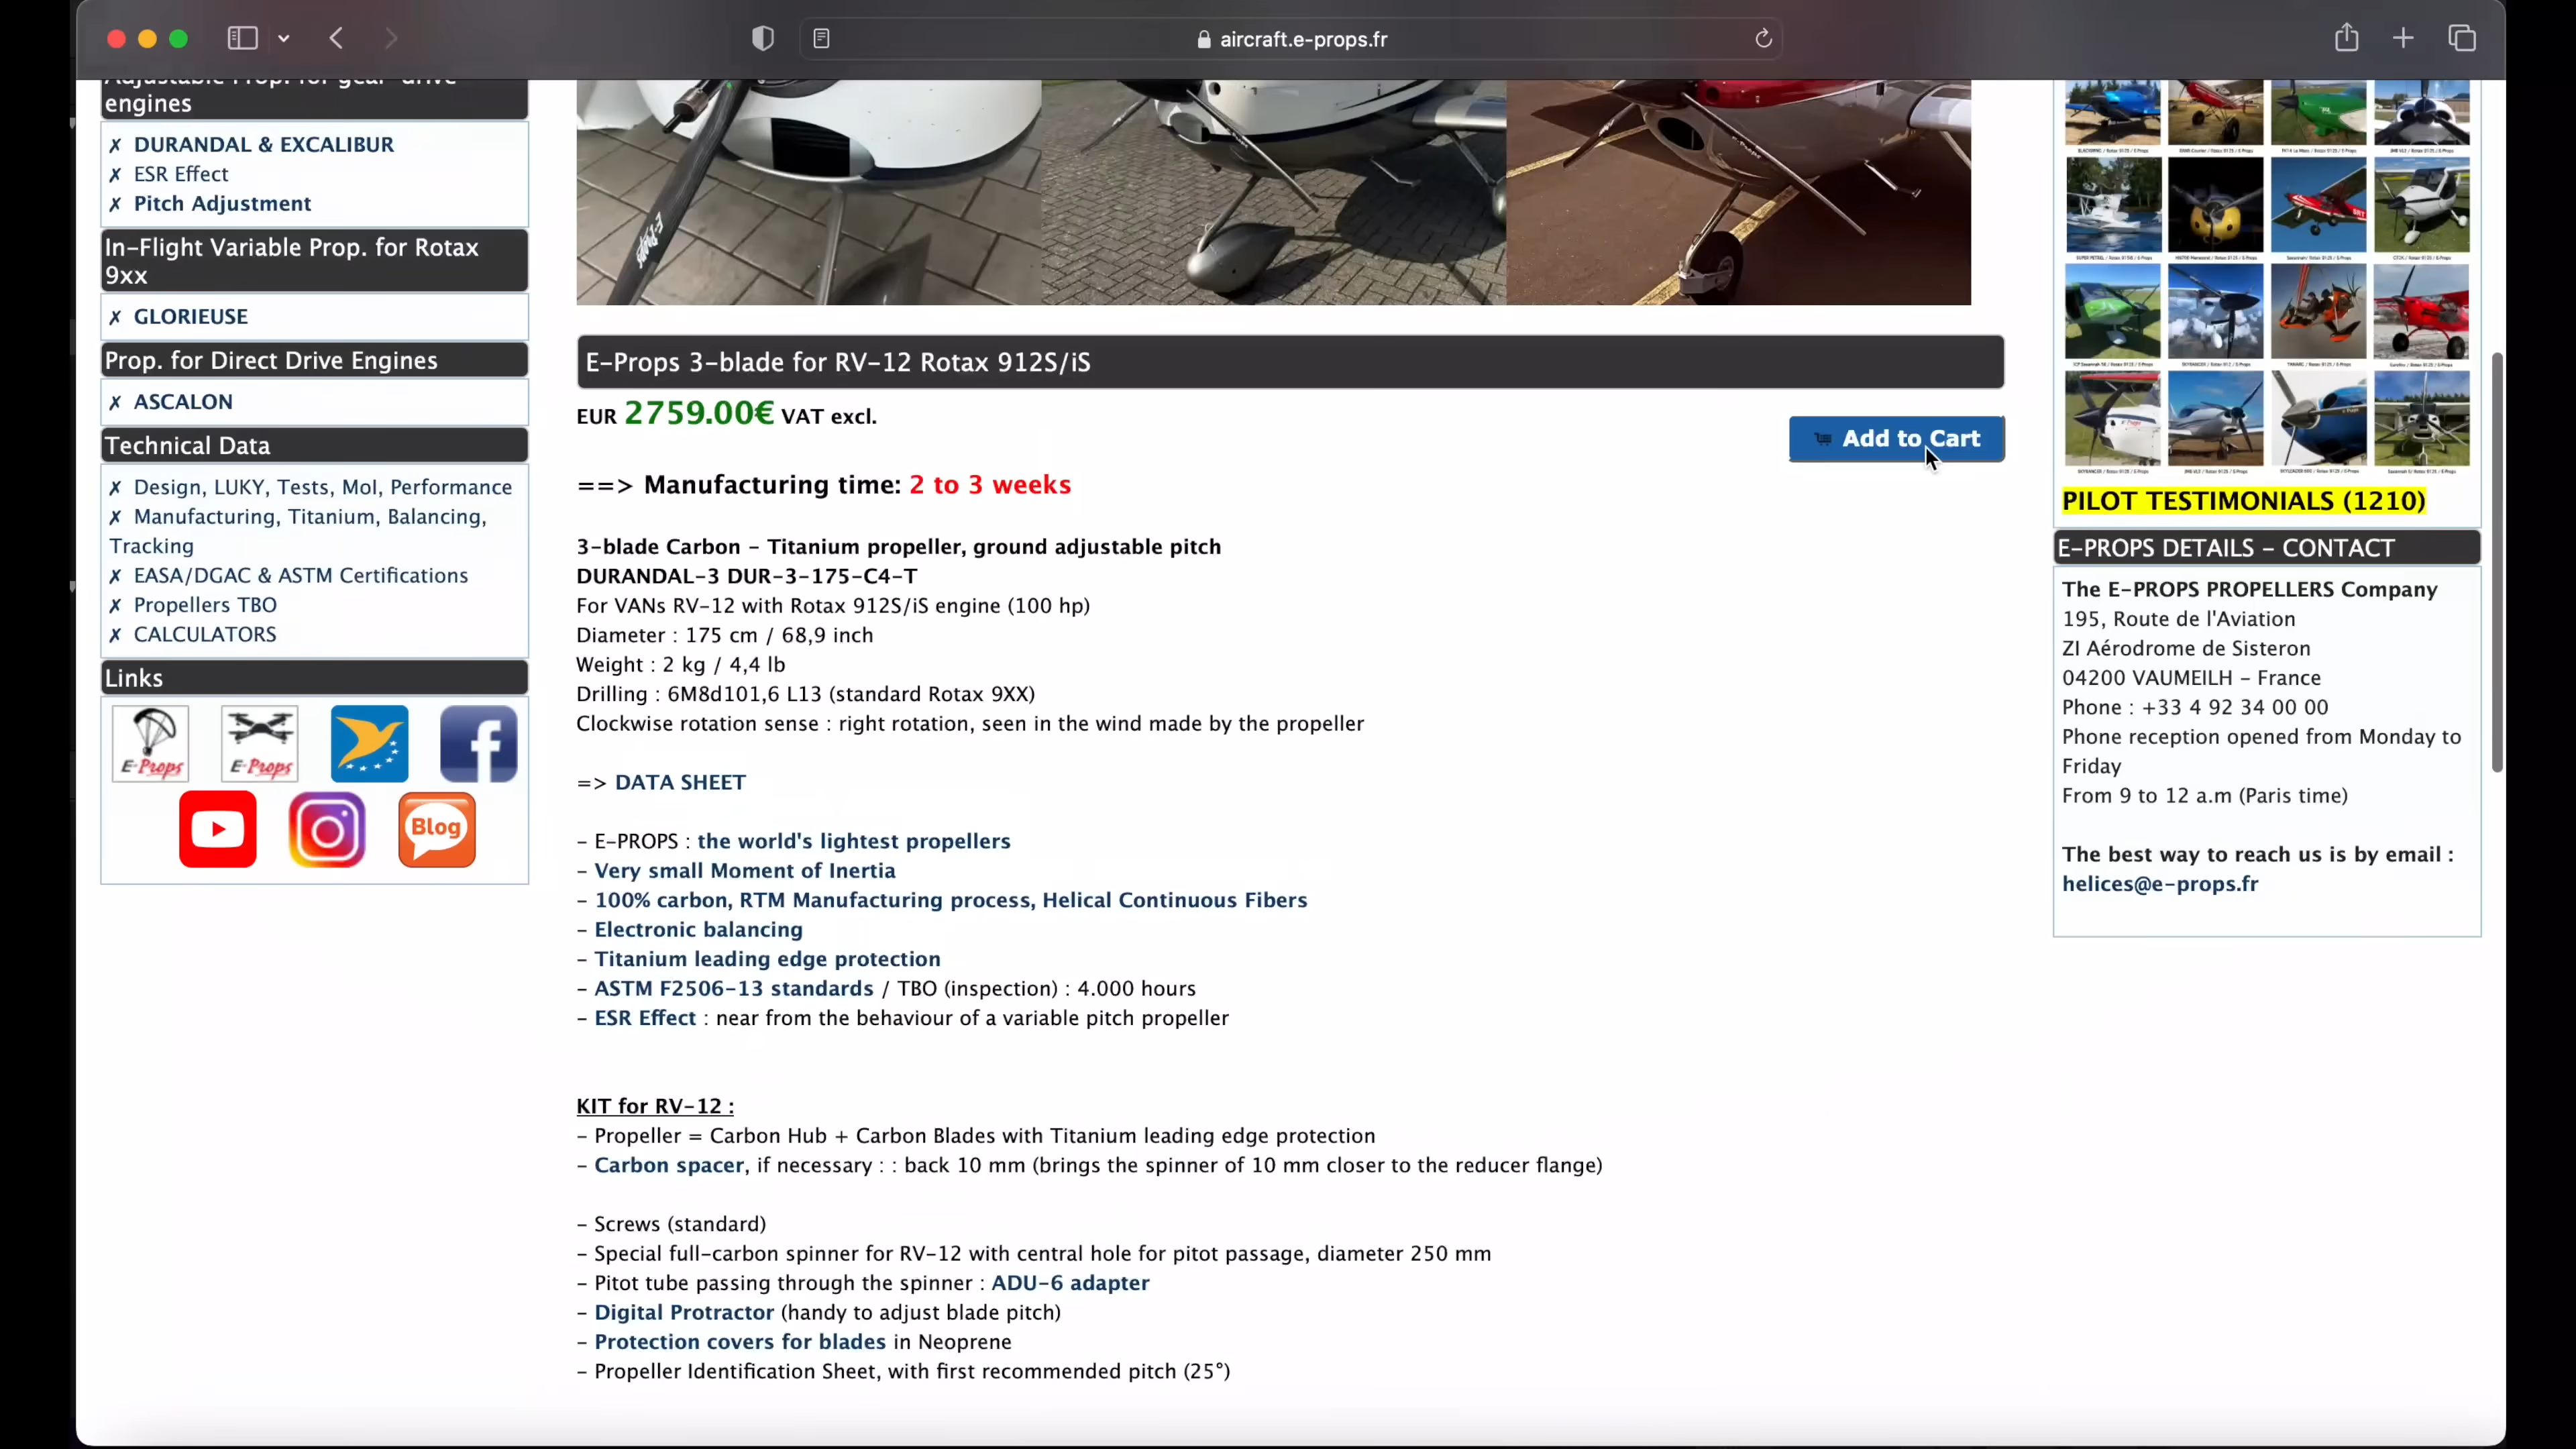 aircraft.e-props.fr
Adjustable Prop. for gear-drive
engines
✗ DURANDAL & EXCALIBUR
✗ ESR Effect
✗ Pitch Adjustment
In-Flight Variable Prop. for Rotax
9xx
✗ GLORIEUSE
Prop. for Direct Drive Engines
✗ ASCALON
Technical Data
✗ Design, LUKY, Tests, MoI, Performance
✗ Manufacturing, Titanium, Balancing,
Tracking
✗ EASA/DGAC & ASTM Certifications
✗ Propellers TBO
✗ CALCULATORS
Links
E-Props
E-Props
Blog
E-Props
E-Props 3-blade for RV-12 Rotax 912S/iS
EUR 2759.00€ VAT excl.
Add to Cart
==> Manufacturing time: 2 to 3 weeks
3-blade Carbon - Titanium propeller, ground adjustable pitch
DURANDAL-3 DUR-3-175-C4-T
For VANs RV-12 with Rotax 912S/iS engine (100 hp)
Diameter : 175 cm / 68,9 inch
Weight : 2 kg / 4,4 lb
Drilling : 6M8d101,6 L13 (standard Rotax 9XX)
Clockwise rotation sense : right rotation, seen in the wind made by the propeller
=> DATA SHEET
- E-PROPS : the world's lightest propellers
- Very small Moment of Inertia
- 100% carbon, RTM Manufacturing process, Helical Continuous Fibers
- Electronic balancing
- Titanium leading edge protection
- ASTM F2506-13 standards / TBO (inspection) : 4.000 hours
- ESR Effect : near from the behaviour of a variable pitch propeller
KIT for RV-12 :
- Propeller = Carbon Hub + Carbon Blades with Titanium leading edge protection
- Carbon spacer, if necessary : : back 10 mm (brings the spinner of 10 mm closer to the reducer flange)
- Screws (standard)
- Special full-carbon spinner for RV-12 with central hole for pitot passage, diameter 250 mm
- Pitot tube passing through the spinner : ADU-6 adapter
- Digital Protractor (handy to adjust blade pitch)
- Protection covers for blades in Neoprene
- Propeller Identification Sheet, with first recommended pitch (25°)
PILOT TESTIMONIALS (1210)
E-PROPS DETAILS - CONTACT
The E-PROPS PROPELLERS Company
195, Route de l'Aviation
ZI Aérodrome de Sisteron
04200 VAUMEILH - France
Phone : +33 4 92 34 00 00
Phone reception opened from Monday to
Friday
From 9 to 12 a.m (Paris time)
The best way to reach us is by email :
helices@e-props.fr